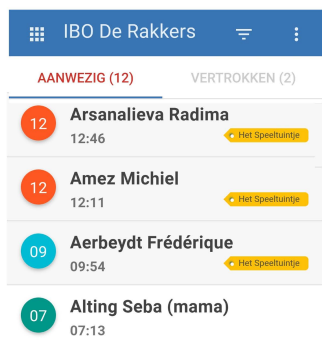 IBO De Rakkers
AANWEZIG (12) VERTROKKEN (2)
12 Arsanalieva Radima
12:46 Het Speeltuintje
12 Amez Michiel
12:11 Het Speeltuintje
09 Aerbeydt Frédérique
09:54 Het Speeltuintje
07 Alting Seba (mama)
07:13